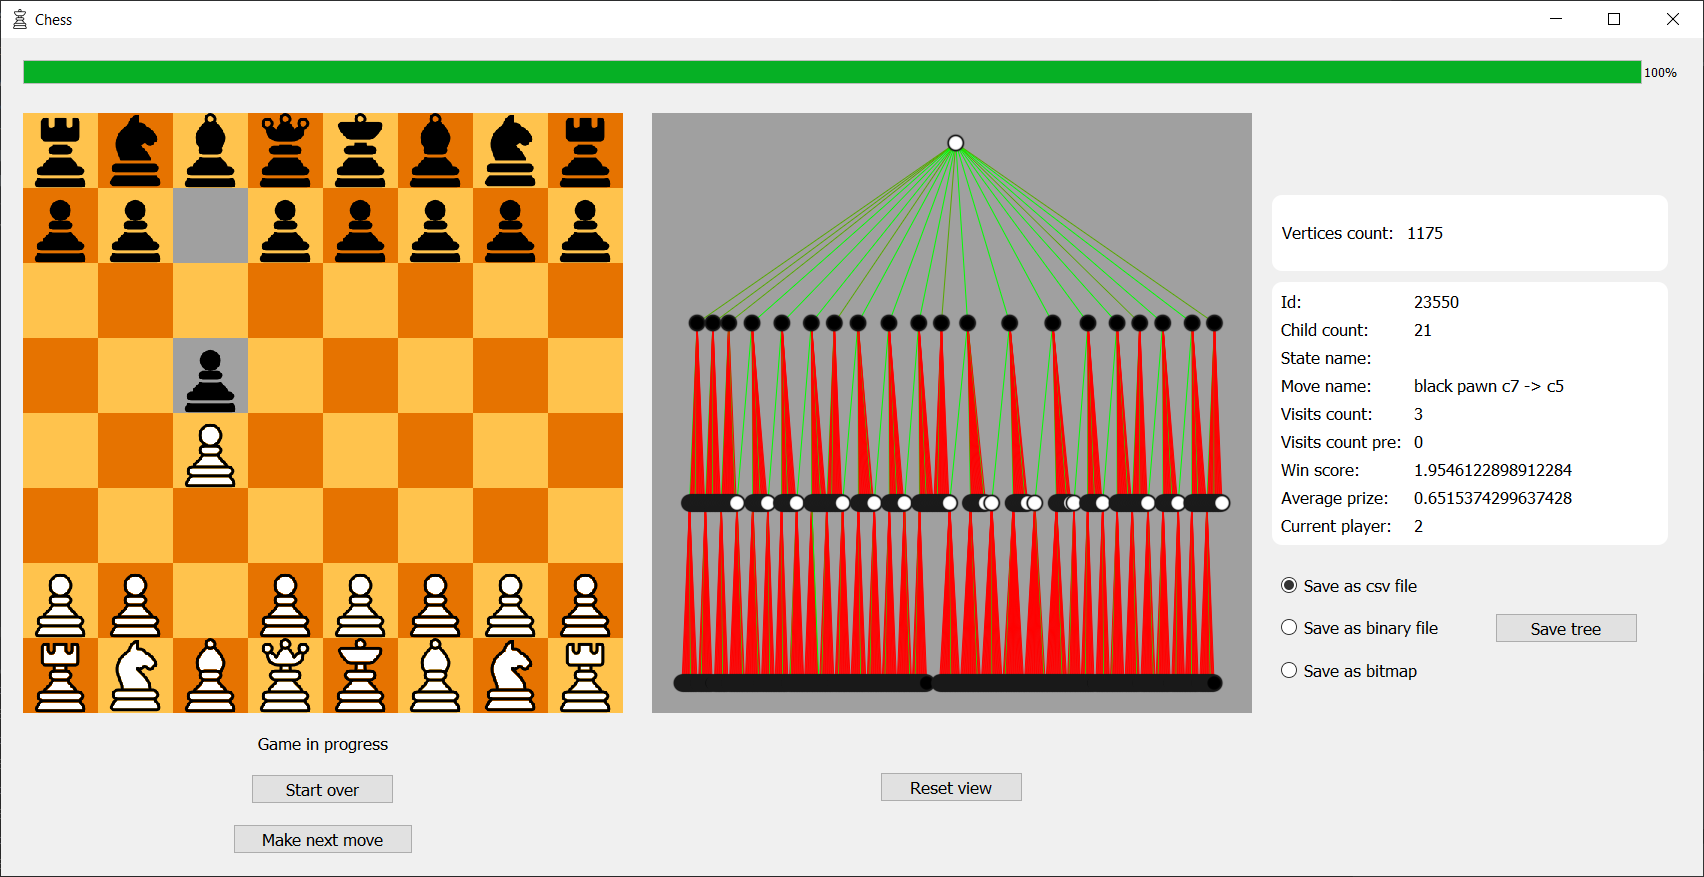 Chess
100%
Vertices count: 1175
Id: 23550
Child count: 21
State name:
Move name: black pawn c7 -> c5
Visits count: 3
Visits count pre: 0
Win score: 1.9546122898912284
Average prize: 0.6515374299637428
Current player: 2
Save as csv file
Save as binary file
Save tree
Save as bitmap
Game in progress
Start over
Reset view
Make next move